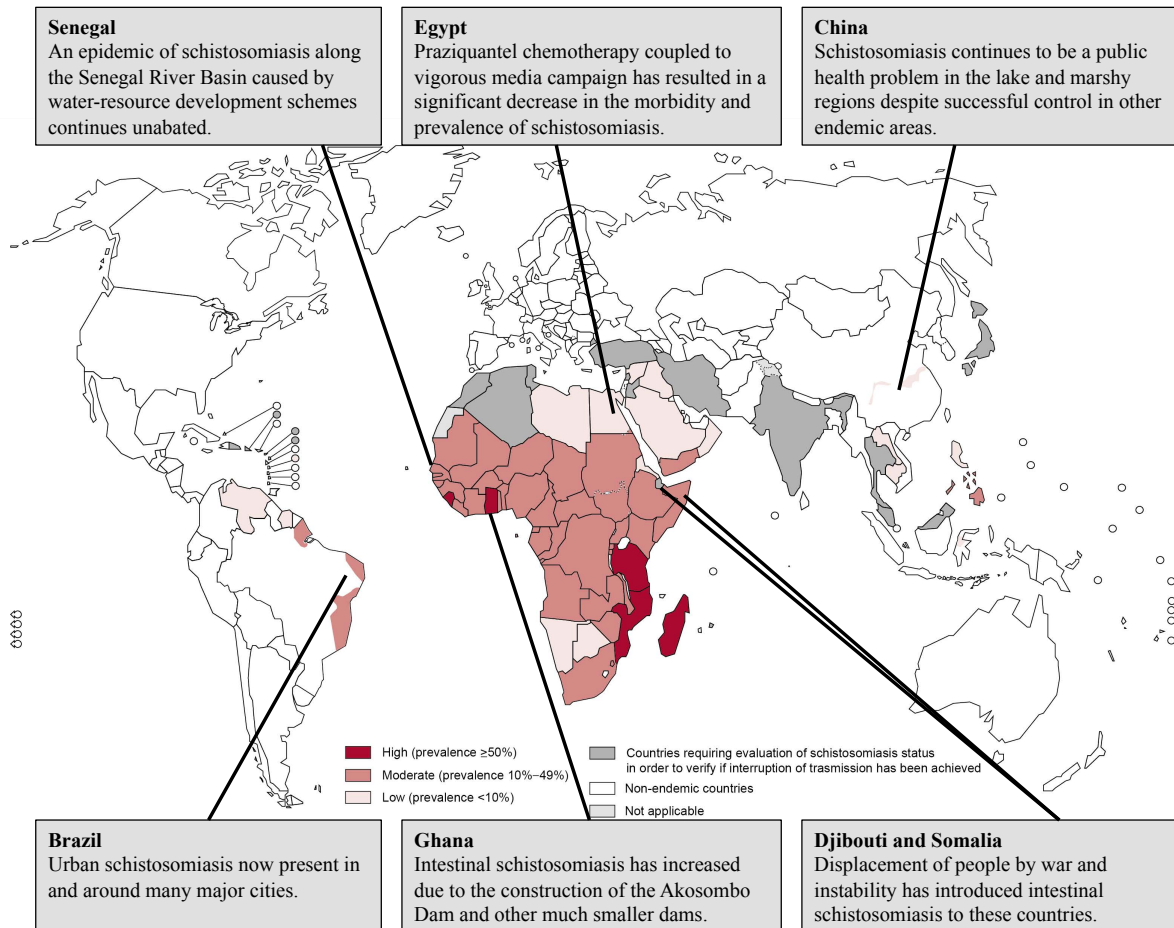 Senegal
An epidemic of schistosomiasis along
the Senegal River Basin caused by
water-resource development schemes
continues unabated.
Egypt
Praziquantel chemotherapy coupled to
vigorous media campaign has resulted in a
significant decrease in the morbidity and
prevalence of schistosomiasis.
China
Schistosomiasis continues to be a public
health problem in the lake and marshy
regions despite successful control in other
endemic areas.
High (prevalence ≥50%)
Moderate (prevalence 10%–49%)
Low (prevalence <10%)
Countries requiring evaluation of schistosomiasis status
in order to verify if interruption of trasmission has been achieved
Non-endemic countries
Not applicable
Brazil
Urban schistosomiasis now present in
and around many major cities.
Ghana
Intestinal schistosomiasis has increased
due to the construction of the Akosombo
Dam and other much smaller dams.
Djibouti and Somalia
Displacement of people by war and
instability has introduced intestinal
schistosomiasis to these countries.